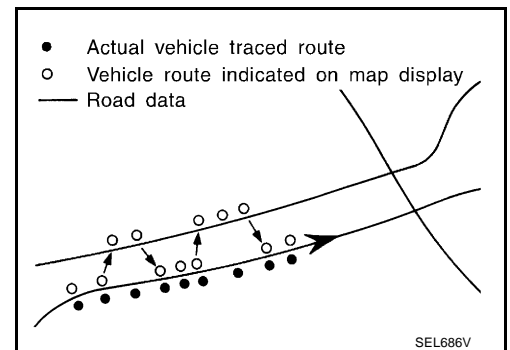 Actual vehicle traced route
Vehicle route indicated on map display
Road data
SEL686V